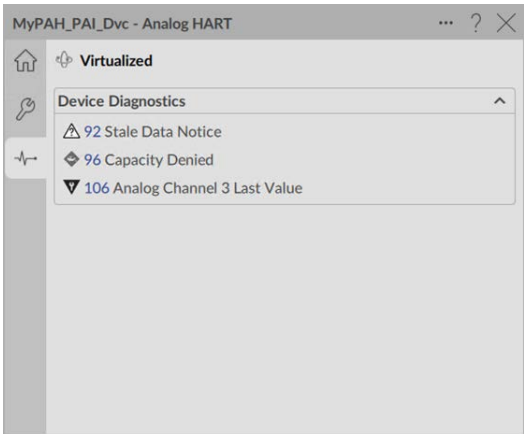 MyPAH_PAI_Dvc - Analog HART ... ?
Virtualized
Device Diagnostics
92 Stale Data Notice
96 Capacity Denied
106 Analog Channel 3 Last Value